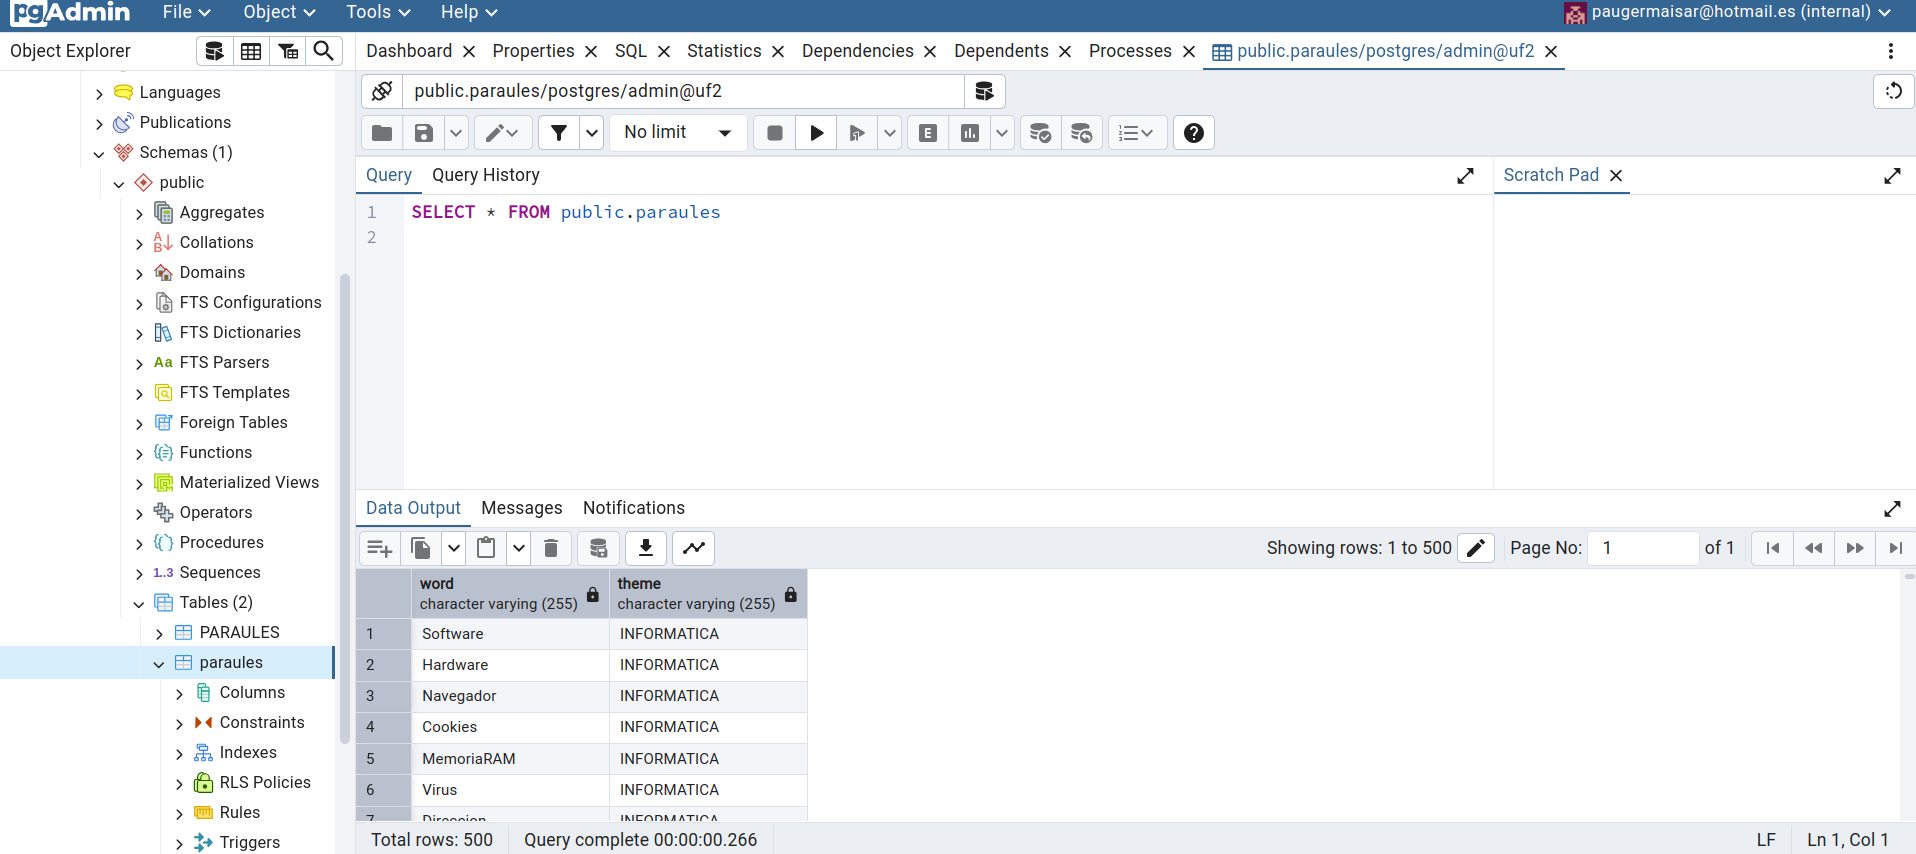 pgAdmin File Object Tools Help paugermaisar@hotmail.es (internal)
Object Explorer
Dashboard Properties SQL Statistics Dependencies Dependents Processes public.paraules/postgres/admin@uf2
Languages
Publications
Schemas (1)
public
Aggregates
Collations
Domains
FTS Configurations
FTS Dictionaries
Aa FTS Parsers
FTS Templates
Foreign Tables
Functions
Materialized Views
Operators
Procedures
1..3 Sequences
Tables (2)
PARAULES
paraules
Columns
Constraints
Indexes
RLS Policies
Rules
Triggers
public.paraules/postgres/admin@uf2
No limit E
Query Query History
Scratch Pad
1 SELECT * FROM public.paraules
2
Data Output Messages Notifications
Showing rows: 1 to 500 Page No: 1 of 1
word theme
character varying (255) character varying (255)
1 Software INFORMATICA
2 Hardware INFORMATICA
3 Navegador INFORMATICA
4 Cookies INFORMATICA
5 MemoriaRAM INFORMATICA
6 Virus INFORMATICA
7 Direccion INFORMATICA
Total rows: 500 Query complete 00:00:00.266 LF Ln 1, Col 1